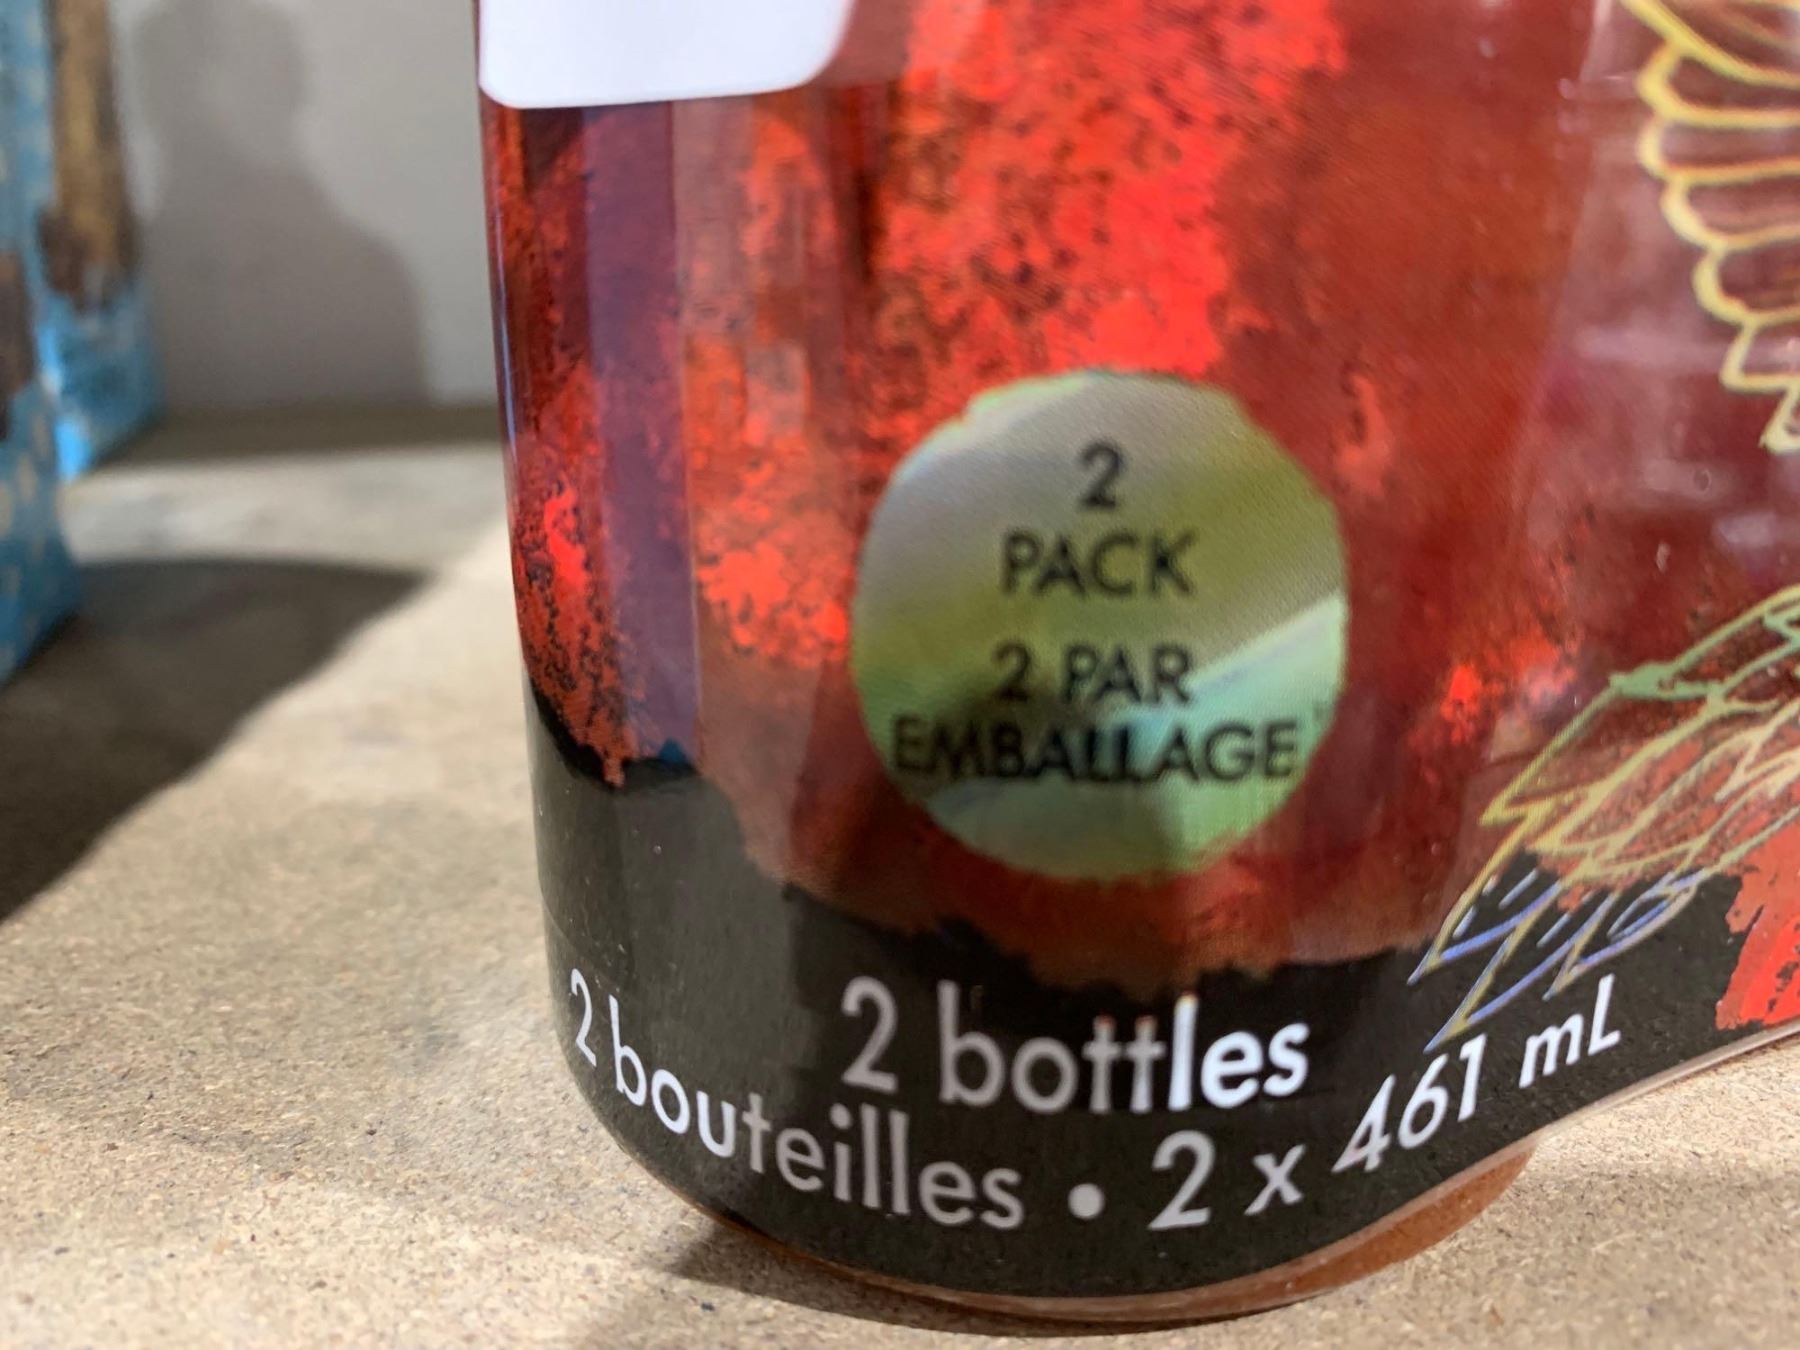 2
PACK
2 PAR
EMBALLAGE
2 bottles
2 bouteilles • 2 x 461 mL